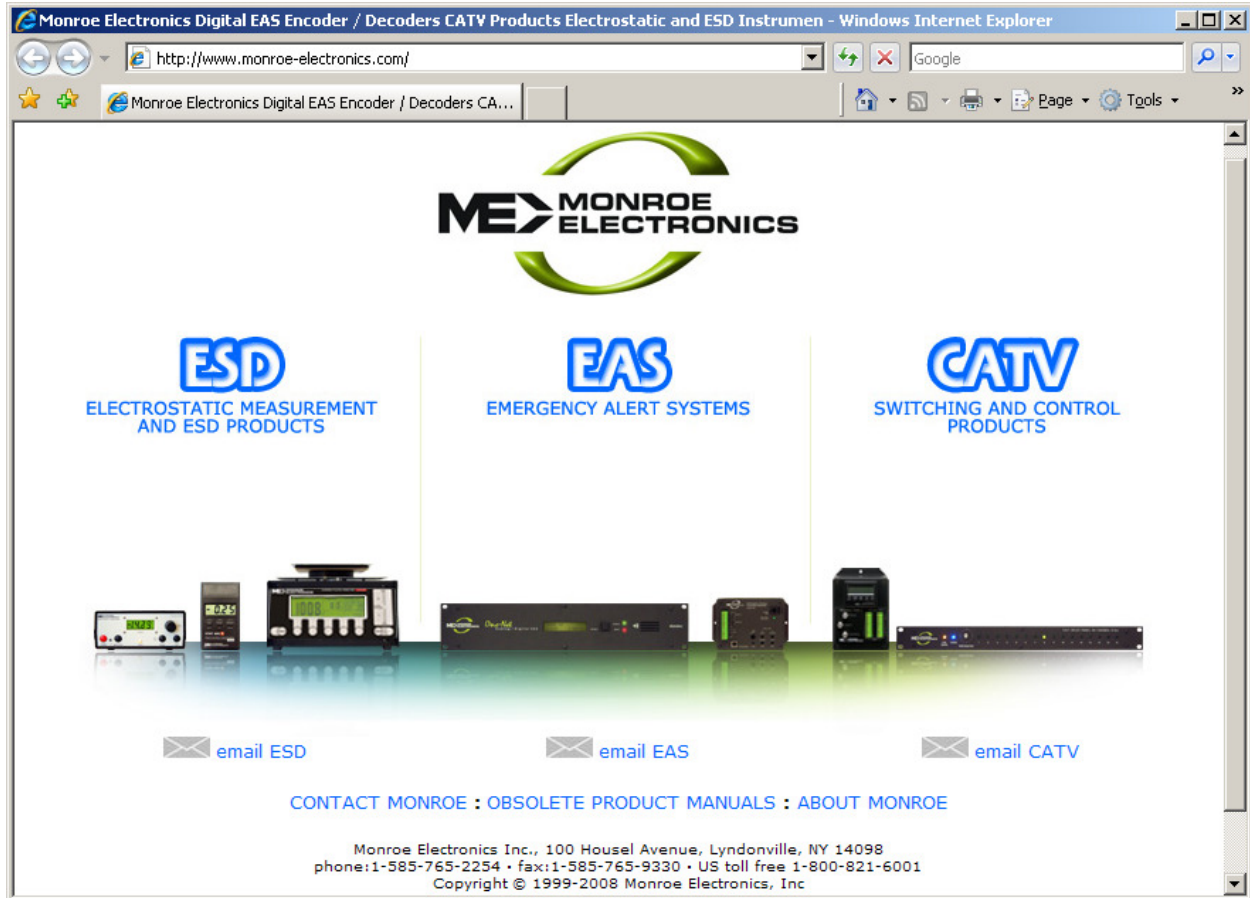 Monroe Electronics Digital EAS Encoder / Decoders CATV Products Electrostatic and ESD Instrumen - Windows Internet Explorer
http://www.monroe-electronics.com/
Google
Monroe Electronics Digital EAS Encoder / Decoders CA...
Page
Tools
»
ME MONROE
ELECTRONICS
ESD
ELECTROSTATIC MEASUREMENT
AND ESD PRODUCTS
EAS
EMERGENCY ALERT SYSTEMS
CATV
SWITCHING AND CONTROL
PRODUCTS
One-Net
email ESD
email EAS
email CATV
CONTACT MONROE : OBSOLETE PRODUCT MANUALS : ABOUT MONROE
Monroe Electronics Inc., 100 Housel Avenue, Lyndonville, NY 14098
phone:1-585-765-2254 · fax:1-585-765-9330 · US toll free 1-800-821-6001
Copyright © 1999-2008 Monroe Electronics, Inc